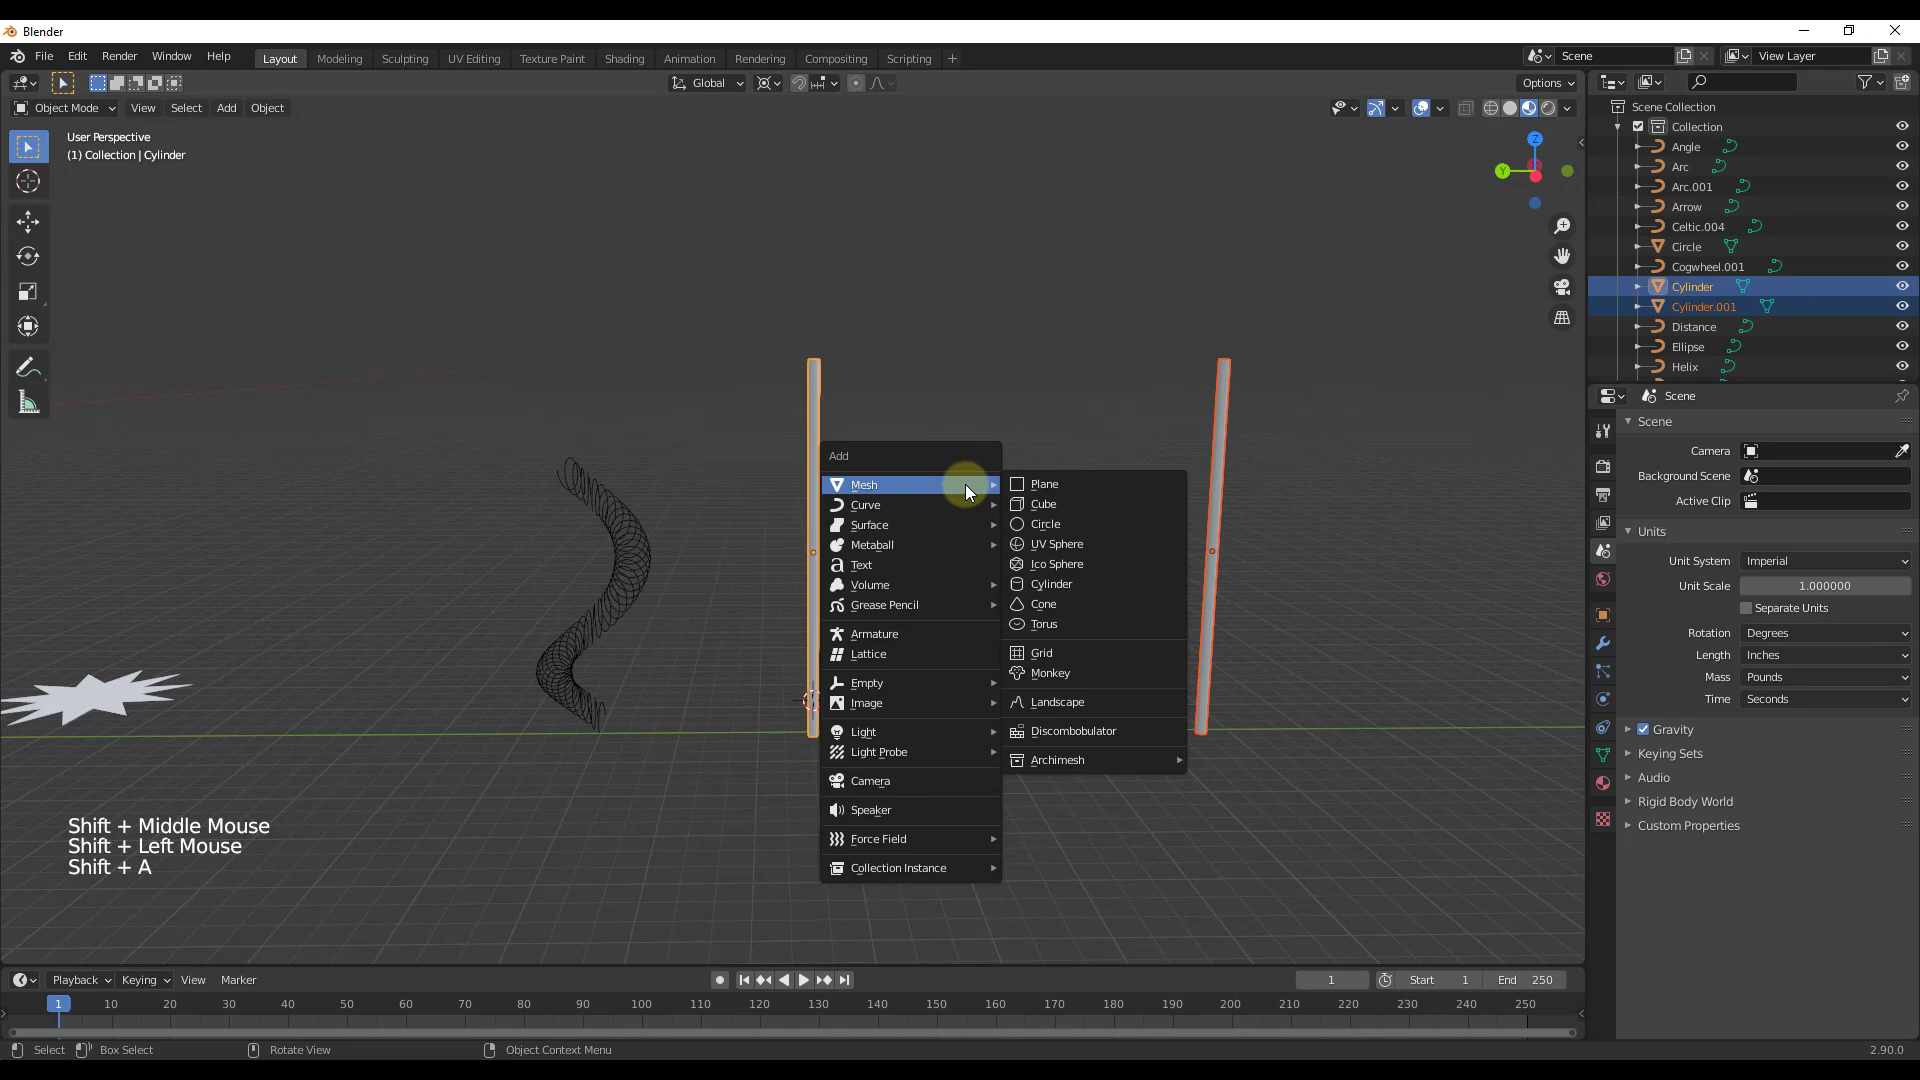 Blender
File Edit Render Window Help
Layout Modeling Sculpting UV Editing Texture Paint Shading Animation Rendering Compositing Scripting +
Scene
View Layer
Global
Options
Object Mode View Select Add Object
User Perspective
(1) Collection | Cylinder
Z
Y
Scene Collection
Collection
Angle
Arc
Arc.001
Arrow
Celtic.004
Circle
Cogwheel.001
Cylinder
Cylinder.001
Distance
Ellipse
Helix
Add
Mesh
Curve
Surface
Metaball
Text
Volume
Grease Pencil
Armature
Lattice
Empty
Image
Light
Light Probe
Camera
Speaker
Force Field
Collection Instance
Plane
Cube
Circle
UV Sphere
Ico Sphere
Cylinder
Cone
Torus
Grid
Monkey
Landscape
Discombobulator
Archimesh
Shift + Middle Mouse
Shift + Left Mouse
Shift + A
Scene
Scene
Camera
Background Scene
Active Clip
Units
Unit System Imperial
Unit Scale 1.000000
Separate Units
Rotation Degrees
Length Inches
Mass Pounds
Time Seconds
Gravity
Keying Sets
Audio
Rigid Body World
Custom Properties
Playback Keying View Marker
1 Start 1 End 250
1 10 20 30 40 50 60 70 80 90 100 110 120 130 140 150 160 170 180 190 200 210 220 230 240 250
Select Box Select Rotate View Object Context Menu 2.90.0